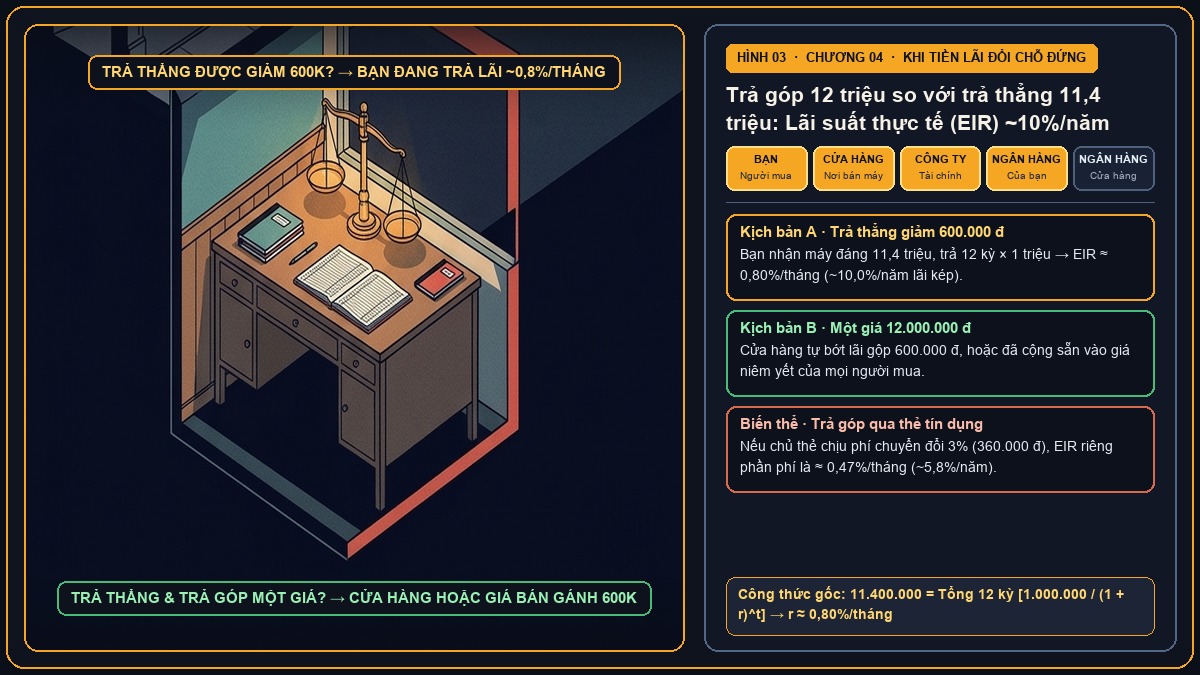 TRẢ THẲNG ĐƯỢC GIẢM 600K? → BẠN ĐANG TRẢ LÃI ~0,8%/THÁNG
TRẢ THẲNG & TRẢ GÓP MỘT GIÁ? → CỬA HÀNG HOẶC GIÁ BÁN GÁNH 600K
HÌNH 03 · CHƯƠNG 04 · KHI TIỀN LÃI ĐỔI CHỖ ĐỨNG
Trả góp 12 triệu so với trả thẳng 11,4
triệu: Lãi suất thực tế (EIR) ~10%/năm
BẠN
Người mua
CỬA HÀNG
Nơi bán máy
CÔNG TY
Tài chính
NGÂN HÀNG
Của bạn
NGÂN HÀNG
Cửa hàng
Kịch bản A · Trả thẳng giảm 600.000 đ
Bạn nhận máy đáng 11,4 triệu, trả 12 kỳ × 1 triệu → EIR ≈
0,80%/tháng (~10,0%/năm lãi kép).
Kịch bản B · Một giá 12.000.000 đ
Cửa hàng tự bớt lãi gộp 600.000 đ, hoặc đã cộng sẵn vào giá
niêm yết của mọi người mua.
Biến thể · Trả góp qua thẻ tín dụng
Nếu chủ thẻ chịu phí chuyển đổi 3% (360.000 đ), EIR riêng
phần phí là ≈ 0,47%/tháng (~5,8%/năm).
Công thức gốc: 11.400.000 = Tổng 12 kỳ [1.000.000 / (1 +
r)^t] → r ≈ 0,80%/tháng